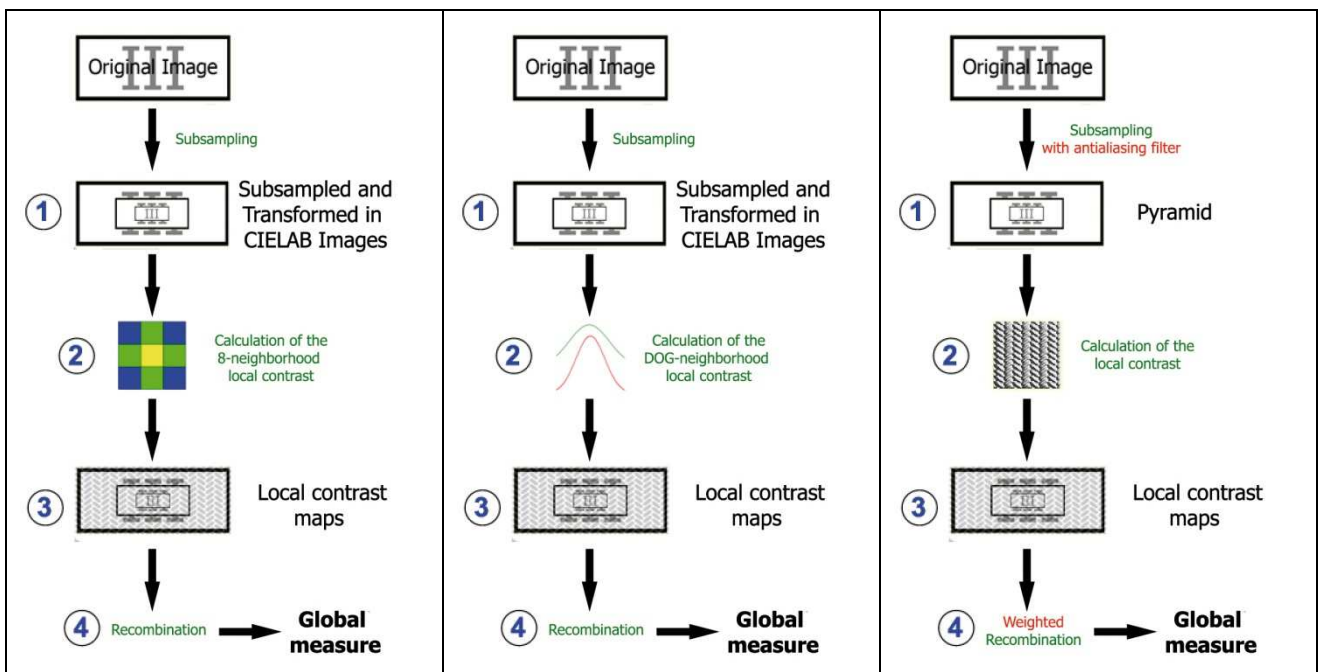 Original Image
Subsampling
1
Subsampled and
Transformed in
CIELAB Images
2
Calculation of the
8-neighborhood
local contrast
3
Local contrast
maps
4
Recombination
Global
measure
Original Image
Subsampling
1
Subsampled and
Transformed in
CIELAB Images
2
Calculation of the
DOG-neighborhood
local contrast
3
Local contrast
maps
4
Recombination
Global
measure
Original Image
Subsampling
with antialiasing filter
1
Pyramid
2
Calculation of the
local contrast
3
Local contrast
maps
4
Weighted
Recombination
Global
measure